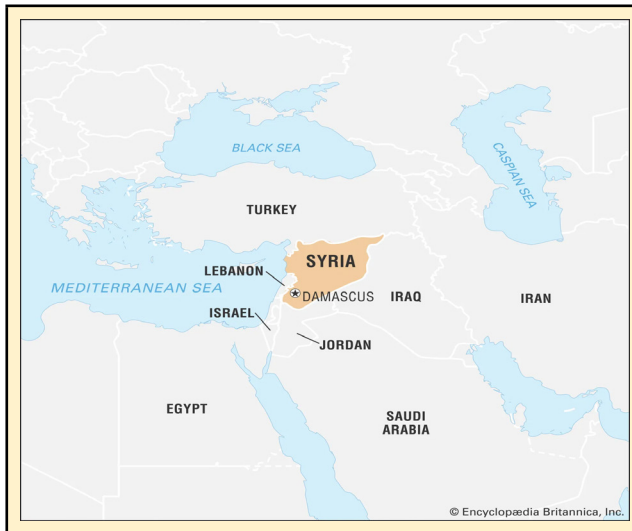 BLACK SEA
CASPIAN SEA
TURKEY
SYRIA
LEBANON
MEDITERRANEAN SEA
DAMASCUS
IRAQ
IRAN
ISRAEL
JORDAN
EGYPT
SAUDI
ARABIA
© Encyclopædia Britannica, Inc.